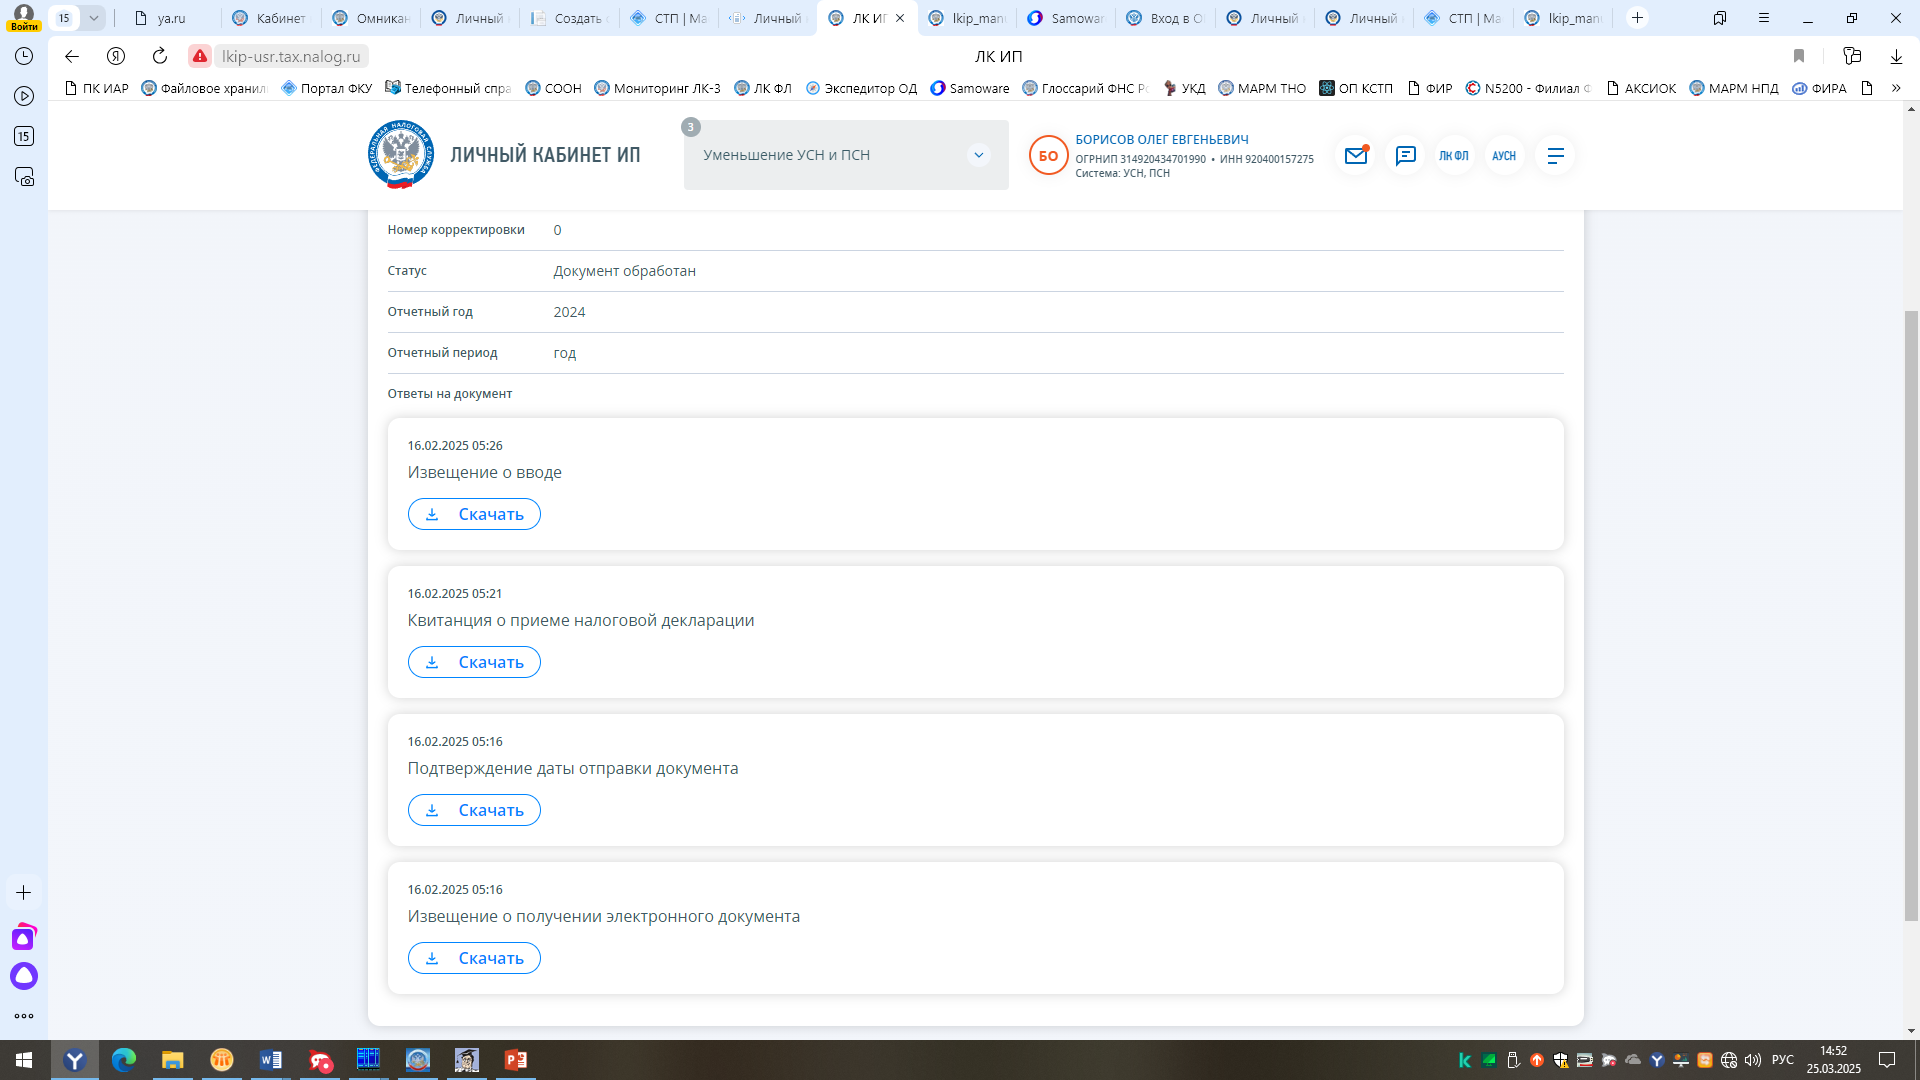 Войти
15
ya.ru
Кабинет
Омникан
Личный
Создать
СТП | Ма
Личный
ЛК ИП
lkip_man
Samowar
Вход в О
Личный
Личный
СТП | Ма
lkip_man
lkip-usr.tax.nalog.ru
ЛК ИП
ПК ИАР
Файловое хранил
Портал ФКУ
Телефонный спра
СООН
Мониторинг ЛК-3
ЛК ФЛ
Экспедитор ОД
Samoware
Глоссарий ФНС Р
УКД
МАРМ ТНО
ОП КСТП
ФИР
N5200 - Филиал Ф
АКСИОК
МАРМ НПД
ФИРА
15
ФЕДЕРАЛЬНАЯ НАЛОГОВАЯ СЛУЖБА
ЛИЧНЫЙ КАБИНЕТ ИП
3
Уменьшение УСН и ПСН
БО
БОРИСОВ ОЛЕГ ЕВГЕНЬЕВИЧ
ОГРНИП 314920434701990 • ИНН 920400157275
Система: УСН, ПСН
ЛК ФЛ
АУСН
Номер корректировки 0
Статус Документ обработан
Отчетный год 2024
Отчетный период год
Ответы на документ
16.02.2025 05:26
Извещение о вводе
Скачать
16.02.2025 05:21
Квитанция о приеме налоговой декларации
Скачать
16.02.2025 05:16
Подтверждение даты отправки документа
Скачать
16.02.2025 05:16
Извещение о получении электронного документа
Скачать
РУС
14:52
25.03.2025